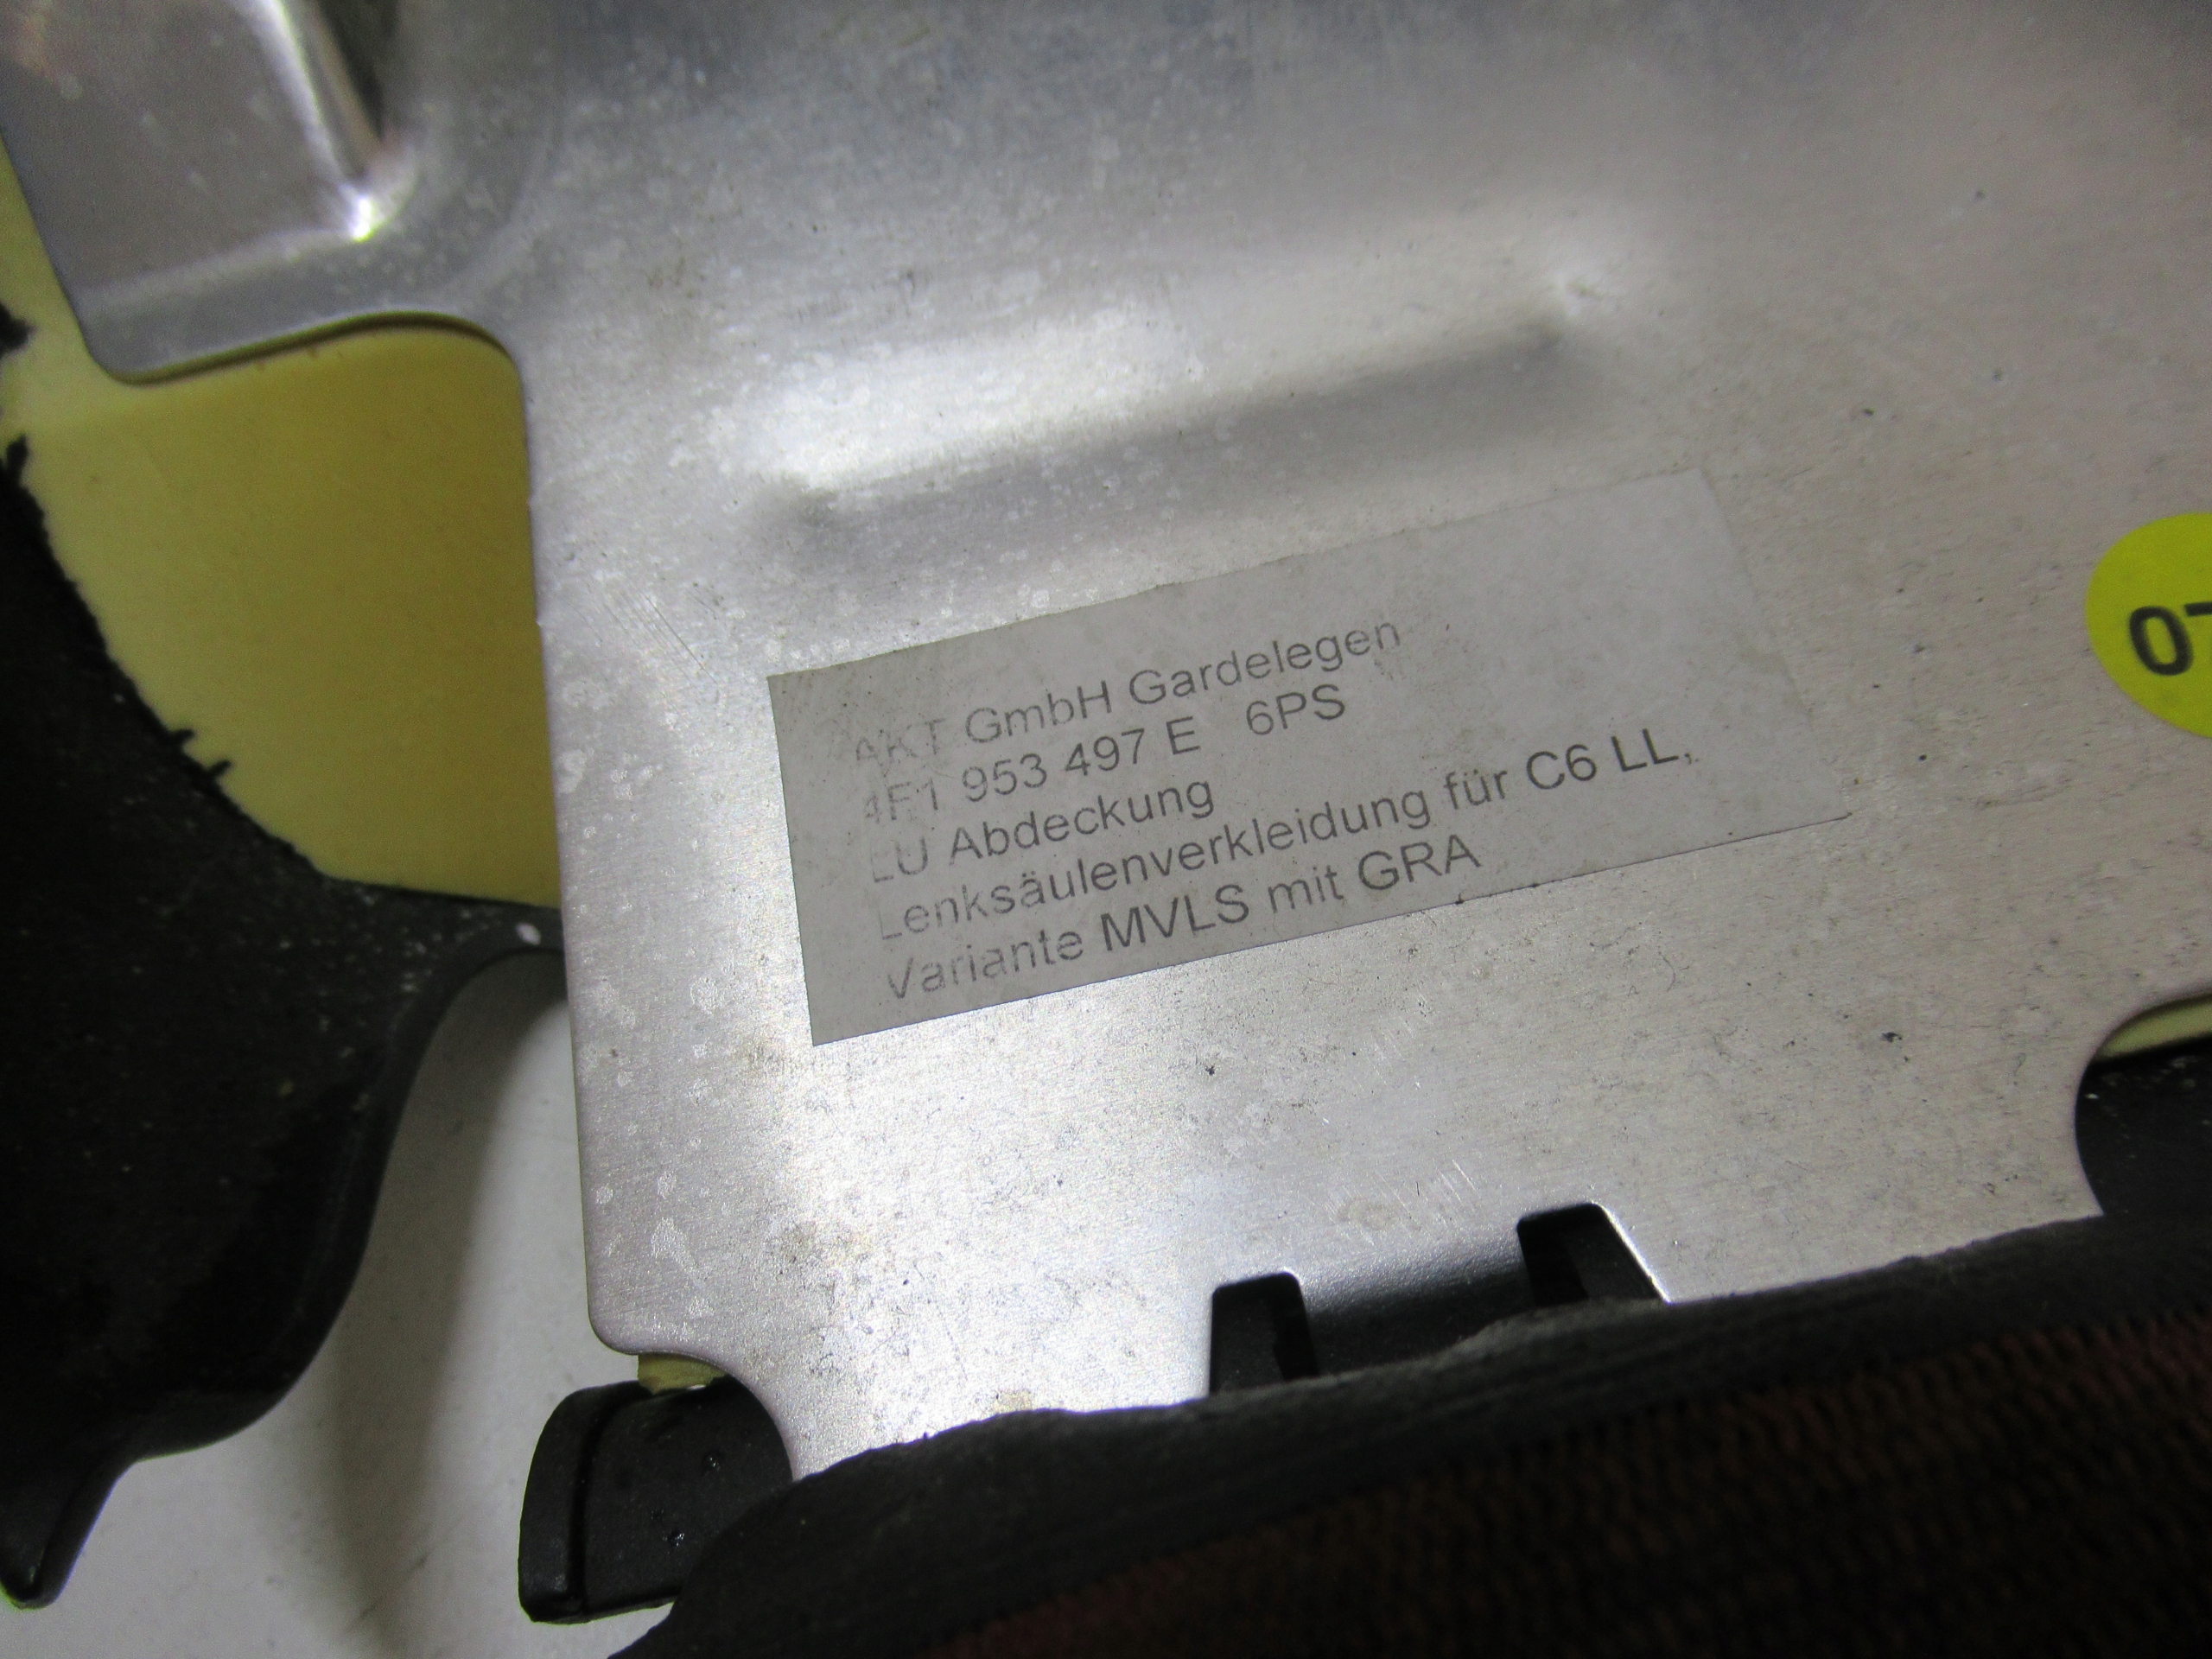 AKT GmbH Gardelegen
4F1 953 497 E 6PS
LU Abdeckung
Lenksäulenverkleidung für C6 LL,
Variante MVLS mit GRA